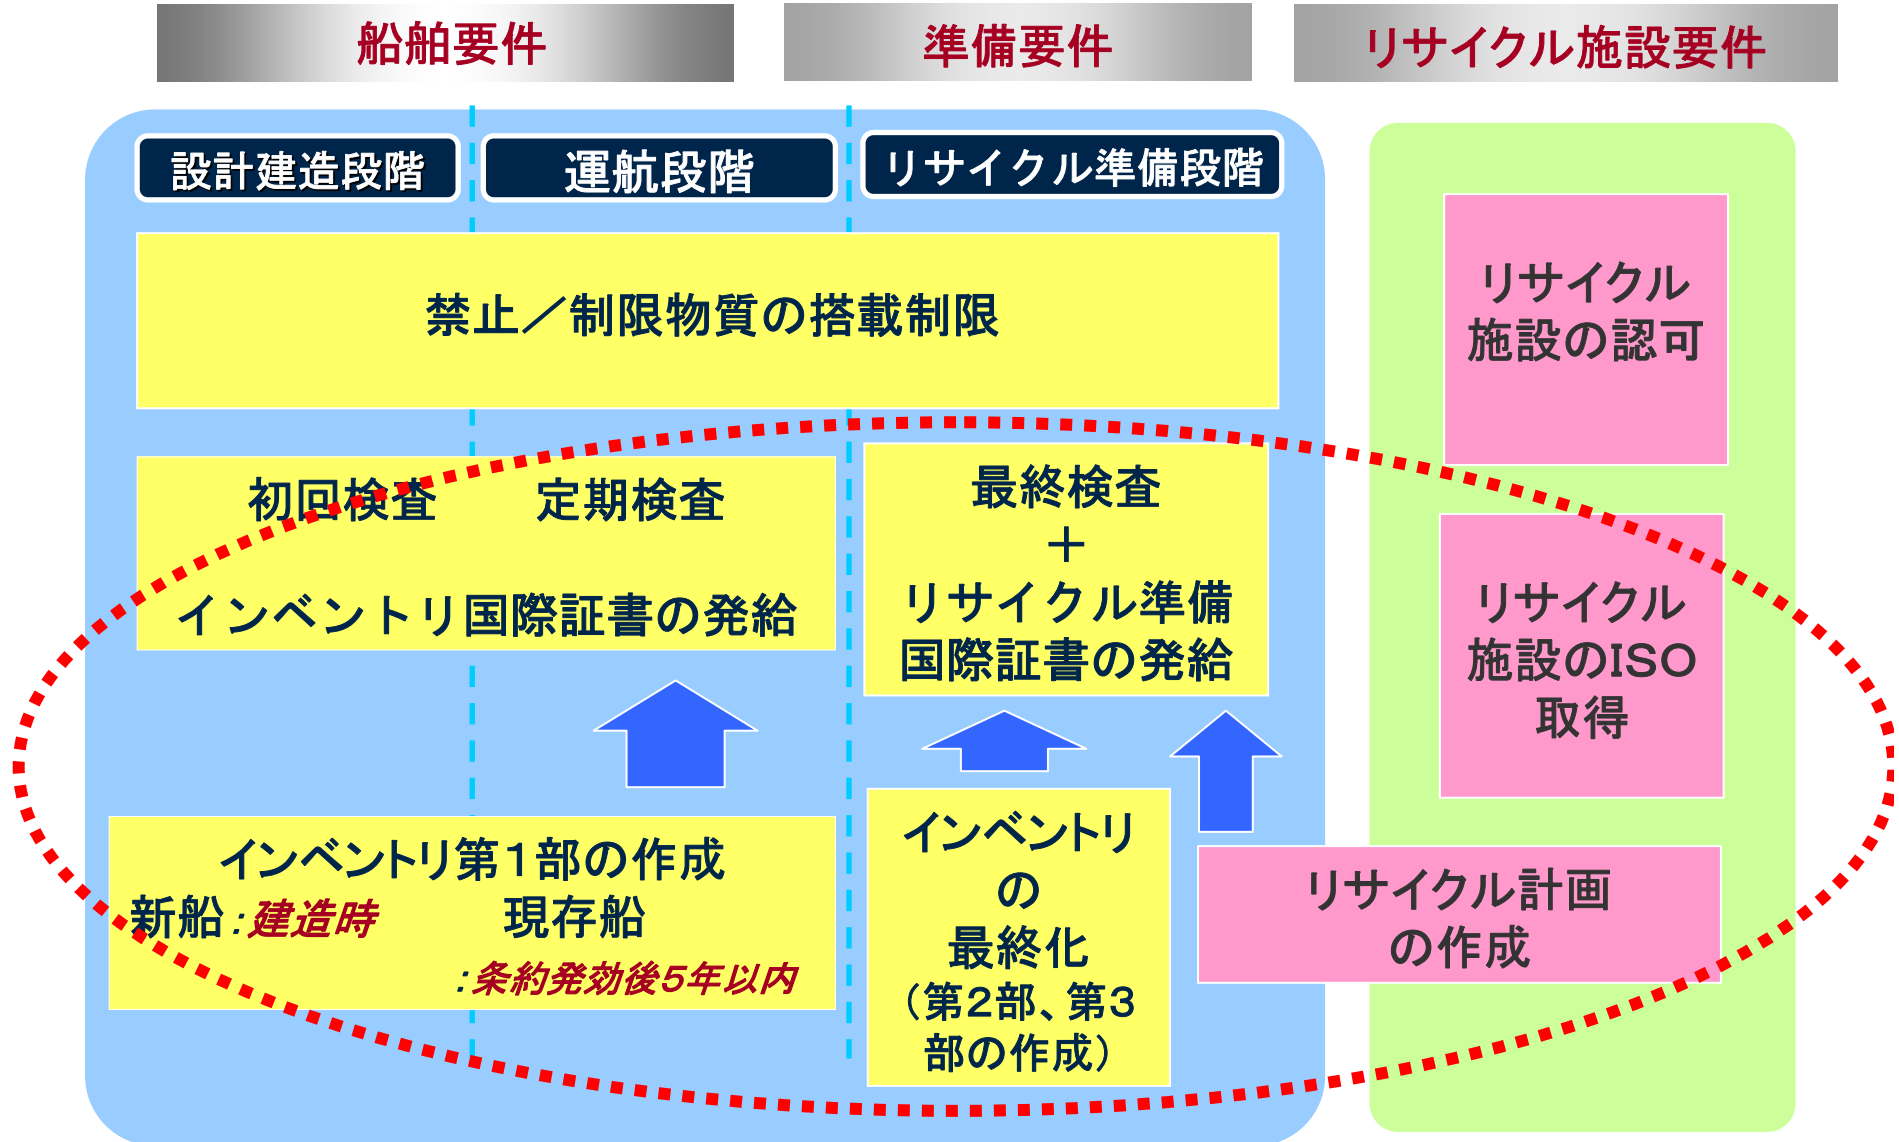 船舶要件
準備要件
リサイクル施設要件
設計建造段階
運航段階
リサイクル準備段階
禁止／制限物質の搭載制限
初回検査 定期検査
インベントリ国際証書の発給
最終検査
＋
リサイクル準備
国際証書の発給
インベントリ第１部の作成
新船：建造時 現存船
：条約発効後５年以内
インベントリ
の
最終化
（第２部、第３
部の作成）
リサイクル
施設の認可
リサイクル
施設のＩＳＯ
取得
リサイクル計画
の作成